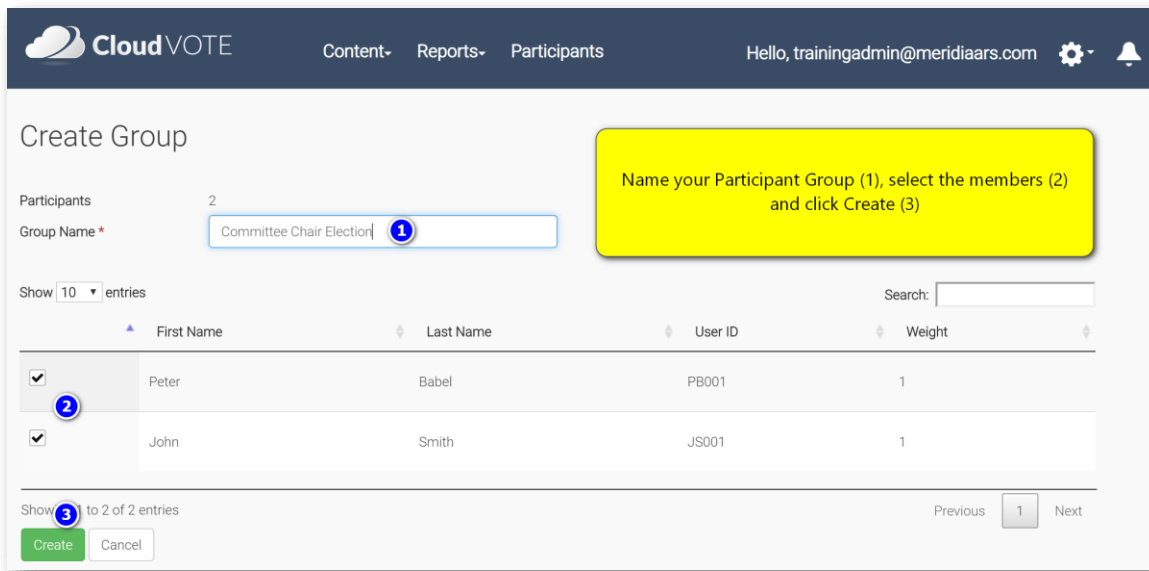 CloudVOTE Content Reports Participants Hello, trainingadmin@meridiaars.com
Create Group
Name your Participant Group (1), select the members (2)
and click Create (3)
Participants 2
Group Name * Committee Chair Election 1
Show 10 entries Search:
First Name Last Name User ID Weight
Peter Babel PB001 1
2
John Smith JS001 1
Show 3 1 to 2 of 2 entries Previous 1 Next
Create Cancel